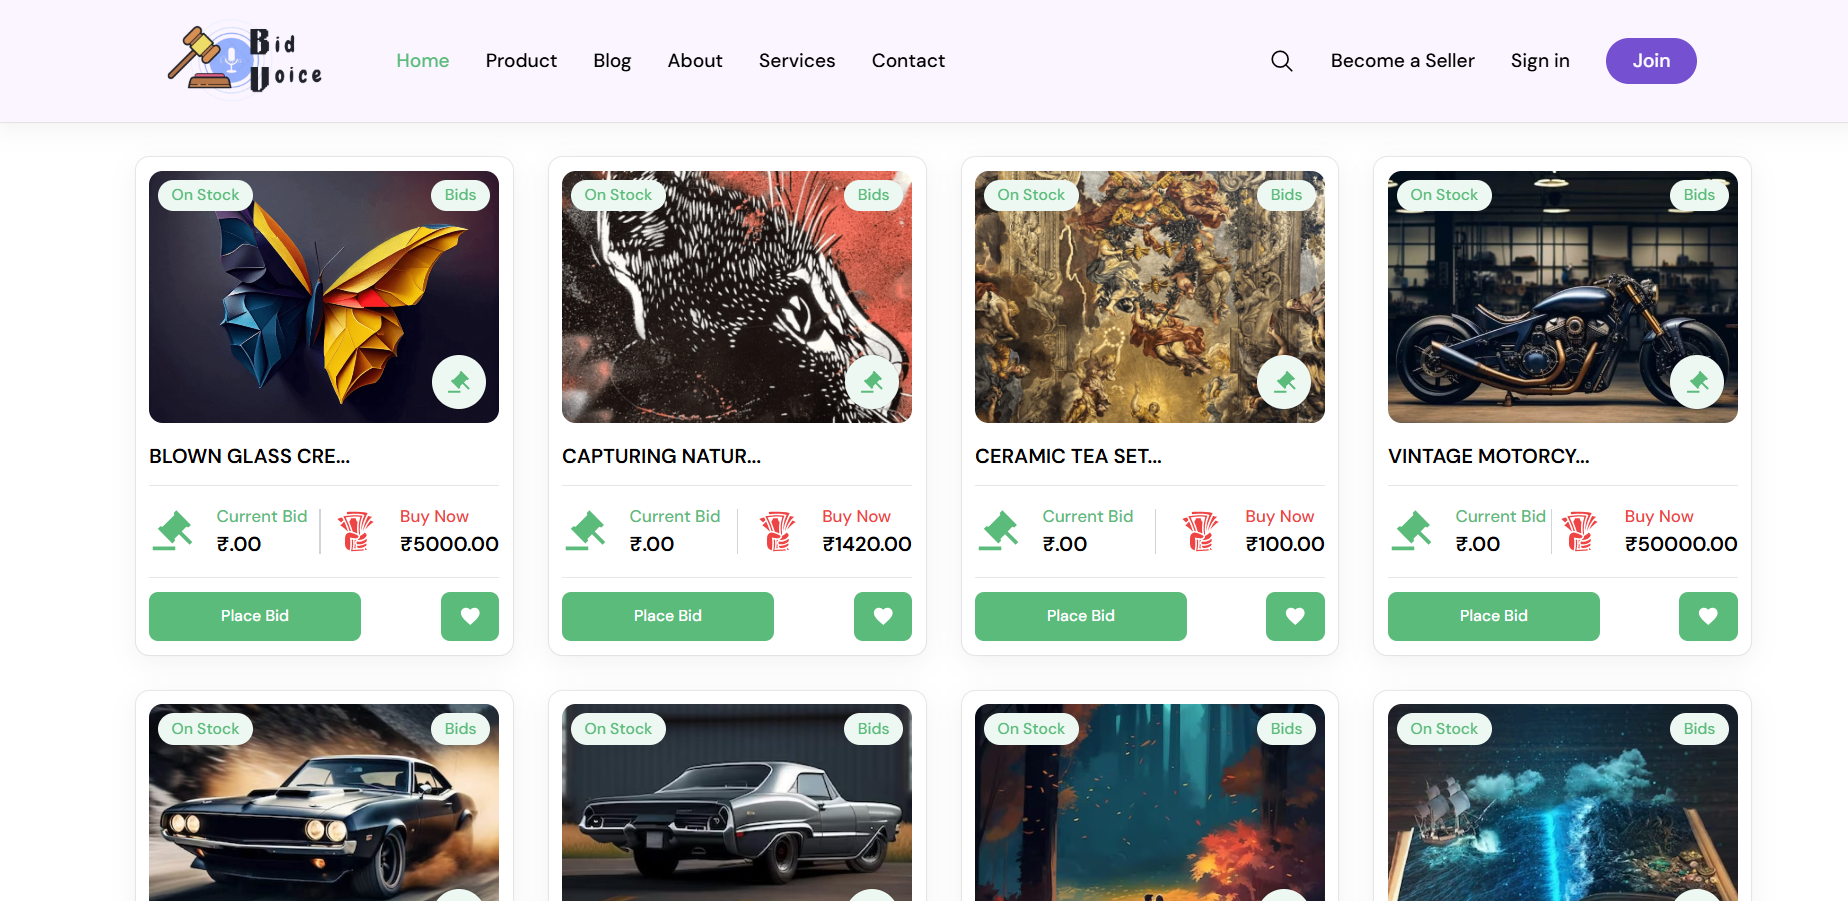 Bid
Voice
Home
Product
Blog
About
Services
Contact
Become a Seller
Sign in
Join
On Stock
Bids
On Stock
Bids
On Stock
Bids
On Stock
Bids
BLOWN GLASS CRE...
CAPTURING NATUR...
CERAMIC TEA SET...
VINTAGE MOTORCY...
Current Bid
₹.00
Buy Now
₹5000.00
Current Bid
₹.00
Buy Now
₹1420.00
Current Bid
₹.00
Buy Now
₹100.00
Current Bid
₹.00
Buy Now
₹50000.00
Place Bid
Place Bid
Place Bid
Place Bid
On Stock
Bids
On Stock
Bids
On Stock
Bids
On Stock
Bids